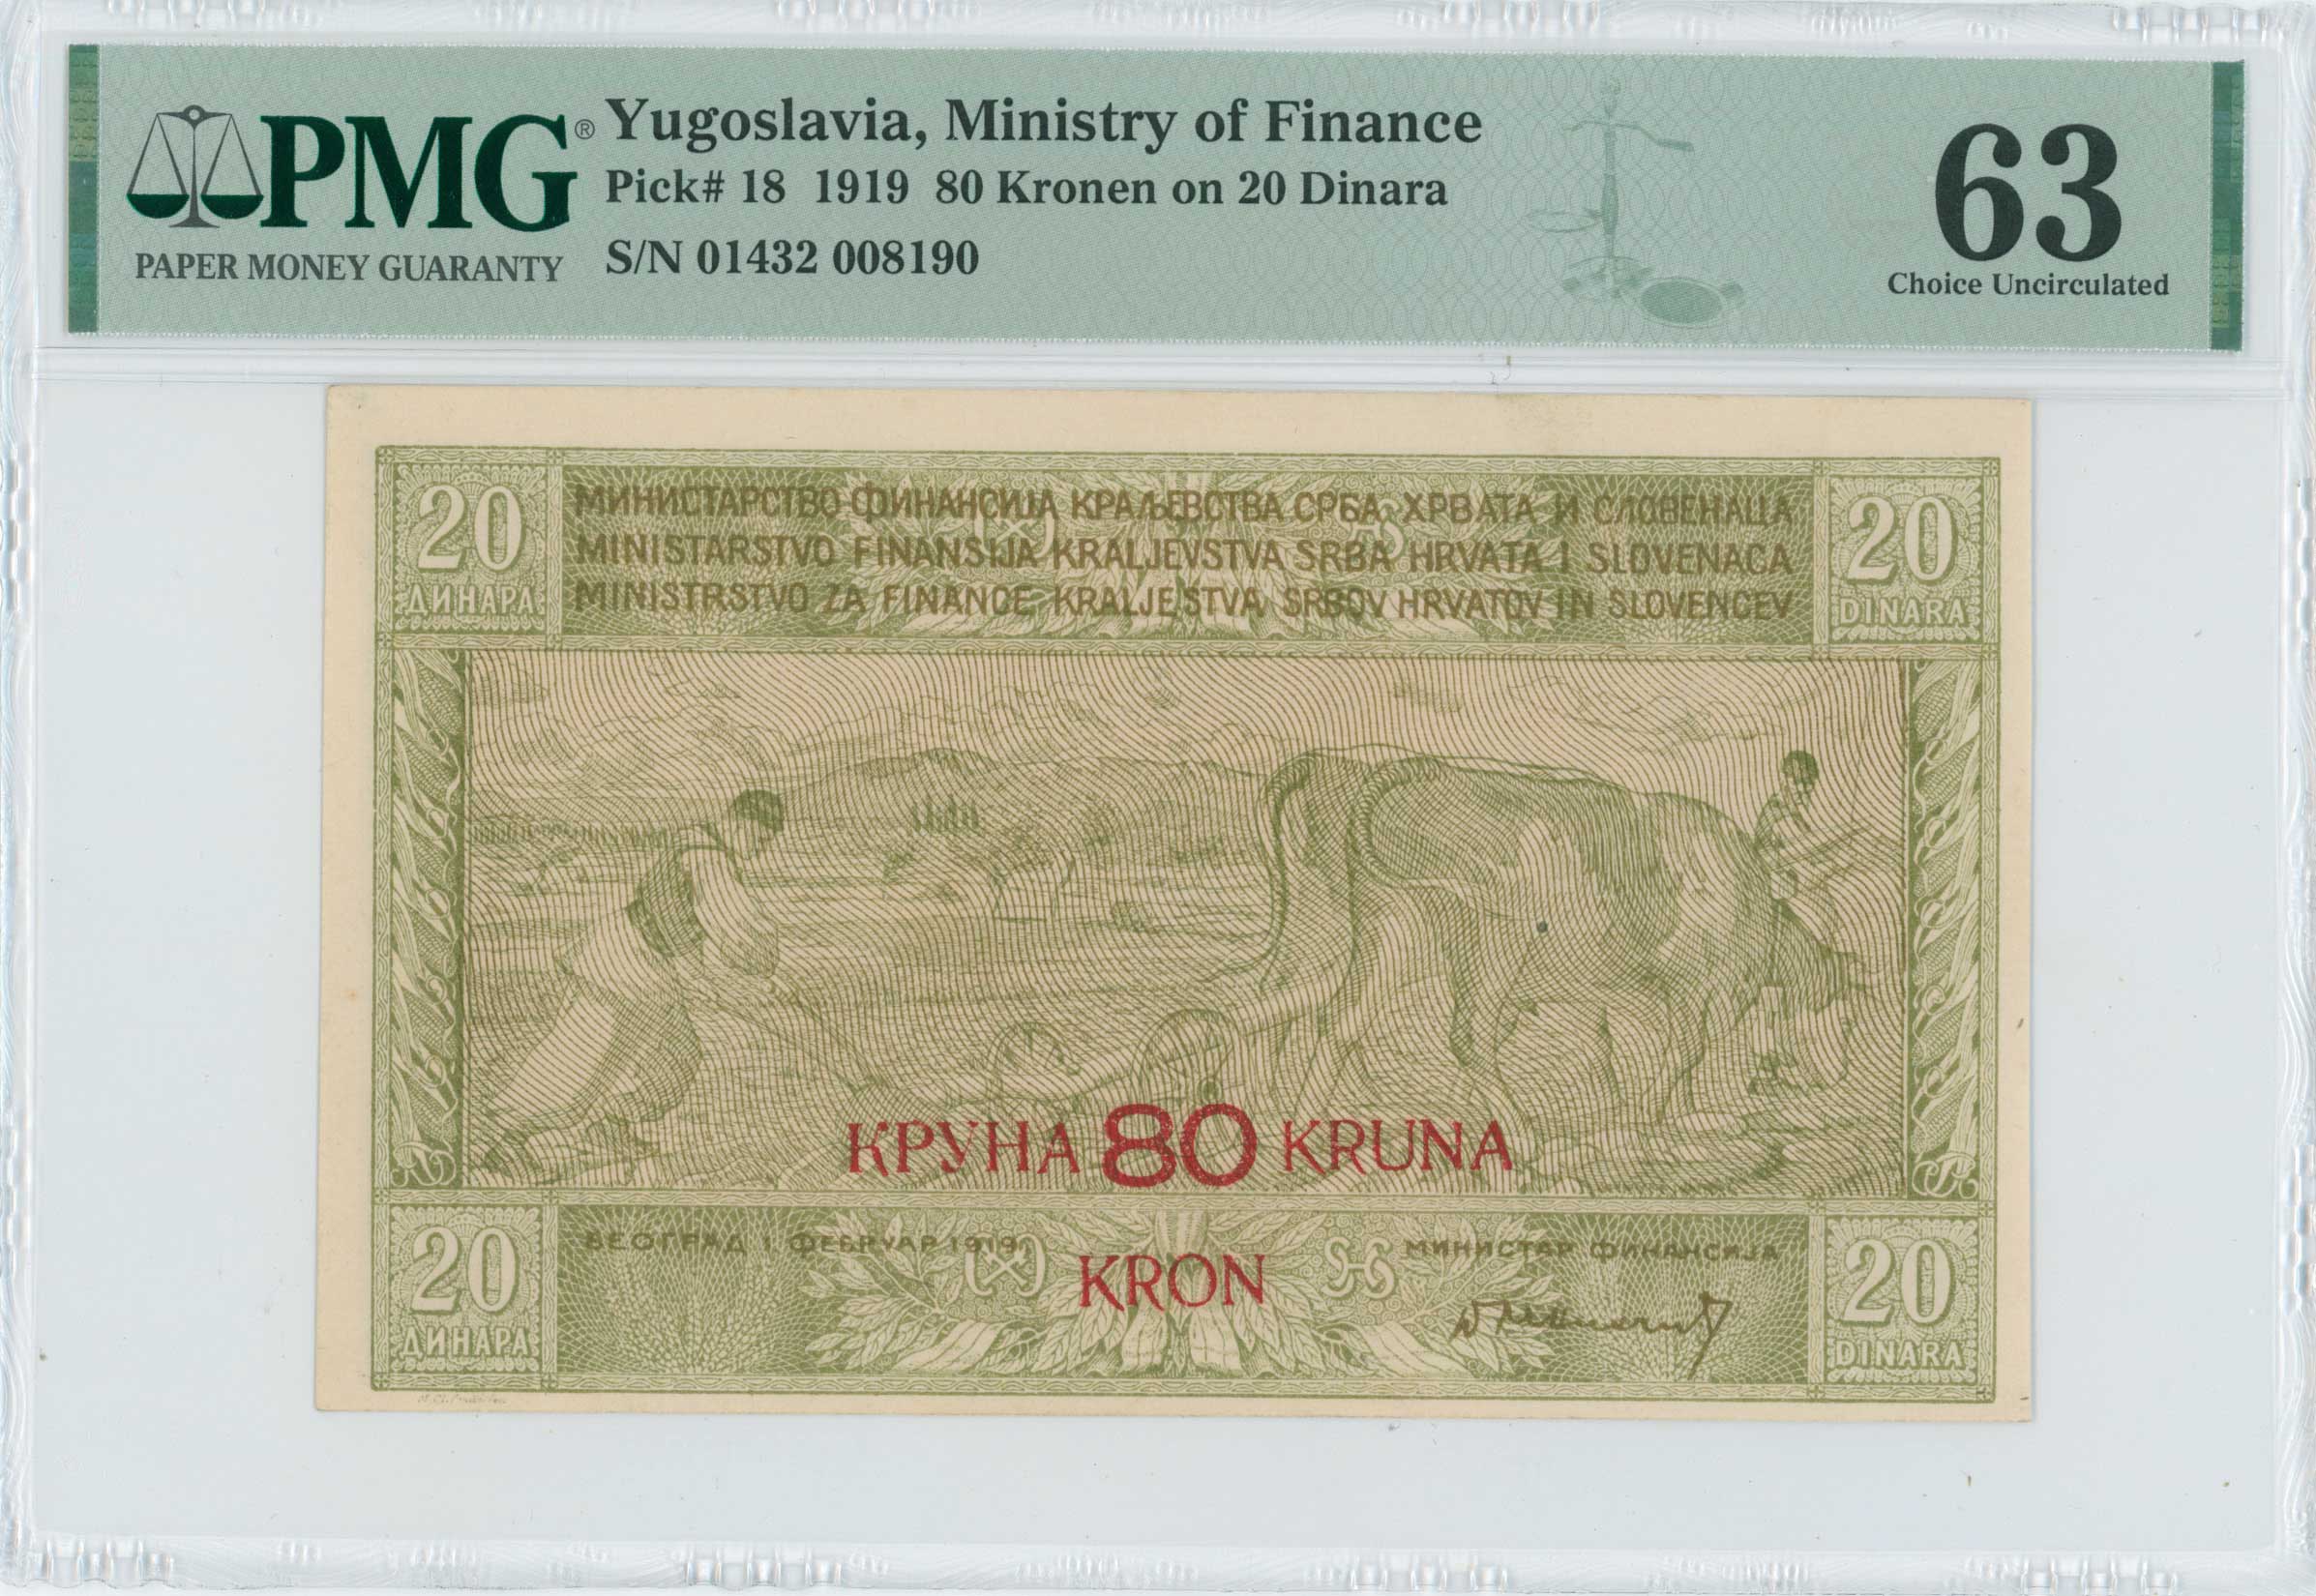 PMG®
PAPER MONEY GUARANTY
Yugoslavia, Ministry of Finance
Pick# 18 1919 80 Kronen on 20 Dinara
S/N 01432 008190
63
Choice Uncirculated
20
ДИНАРА
МИНИСТАРСТВО ФИНАНСИЈА КРАЉЕВСТВА СРБА, ХРВАТА И СЛОВЕНАЦА
MINISTARSTVO FINANSIJA KRALJEVSTVA SRBA HRVATA I SLOVENACA
MINISTRSTVO ZA FINANCE KRALJESTVA SRBOV HRVATOV IN SLOVENCEV
20
DINARA
КРУНА 80 KRUNA
KRON
20
ДИНАРА
БЕОГРАД 1 ФЕБРУАР 1919
МИНИСТАР ФИНАНСИЈА
20
DINARA